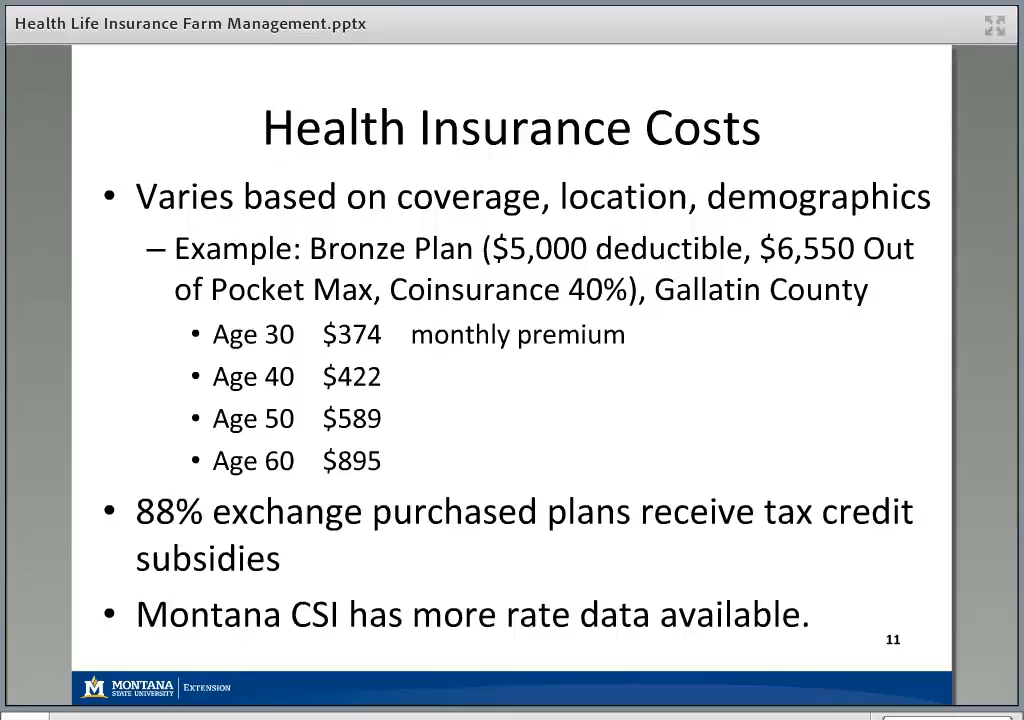 Health Life Insurance Farm Management.pptx
Health Insurance Costs
• Varies based on coverage, location, demographics
– Example: Bronze Plan ($5,000 deductible, $6,550 Out
of Pocket Max, Coinsurance 40%), Gallatin County
• Age 30 $374 monthly premium
• Age 40 $422
• Age 50 $589
• Age 60 $895
• 88% exchange purchased plans receive tax credit
subsidies
• Montana CSI has more rate data available.
11
M MONTANA
STATE UNIVERSITY
EXTENSION